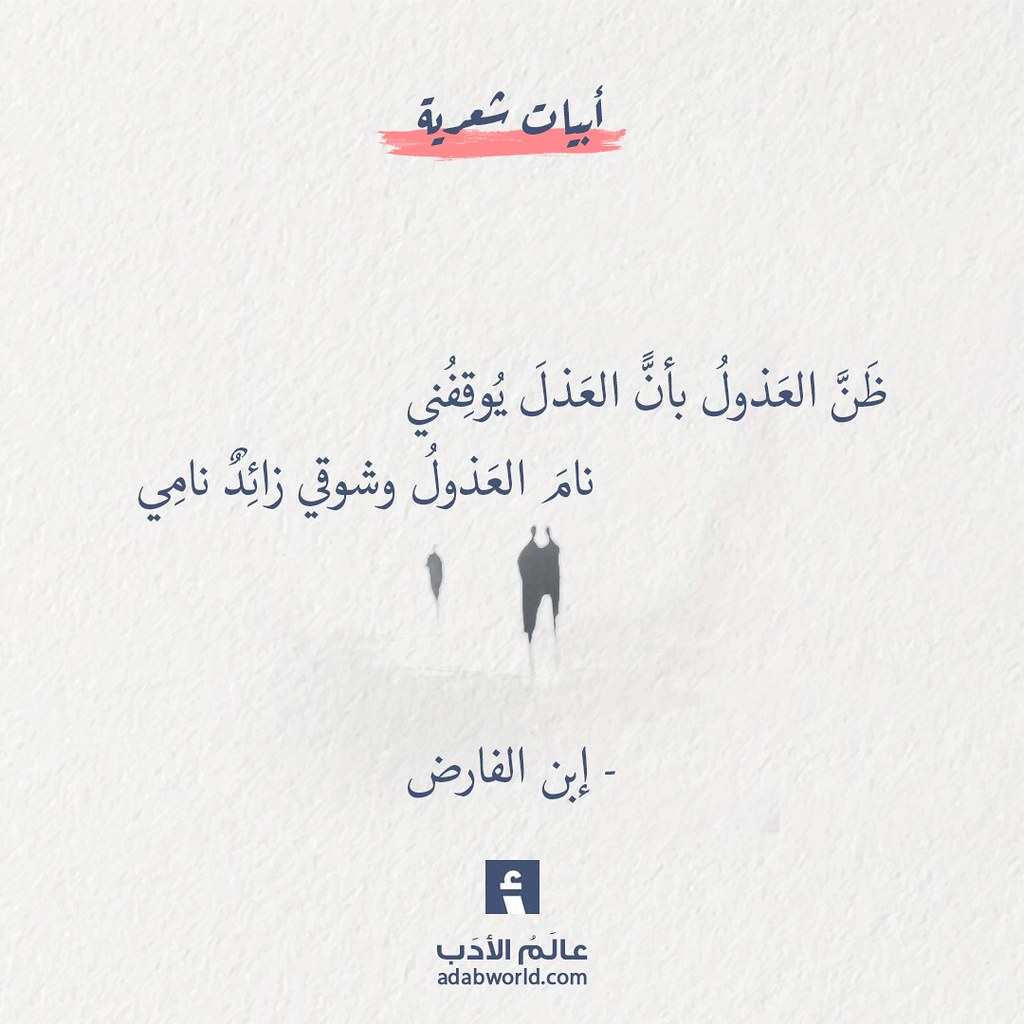 أبيات شعرية
ظَنَّ العَذولُ بأنَّ العَذلَ يُوقِفُني
نامَ العَذولُ وشوقي زائِدٌ نامِي
- إبن الفارض
أ
عالَمُ الأدَب
adabworld.com